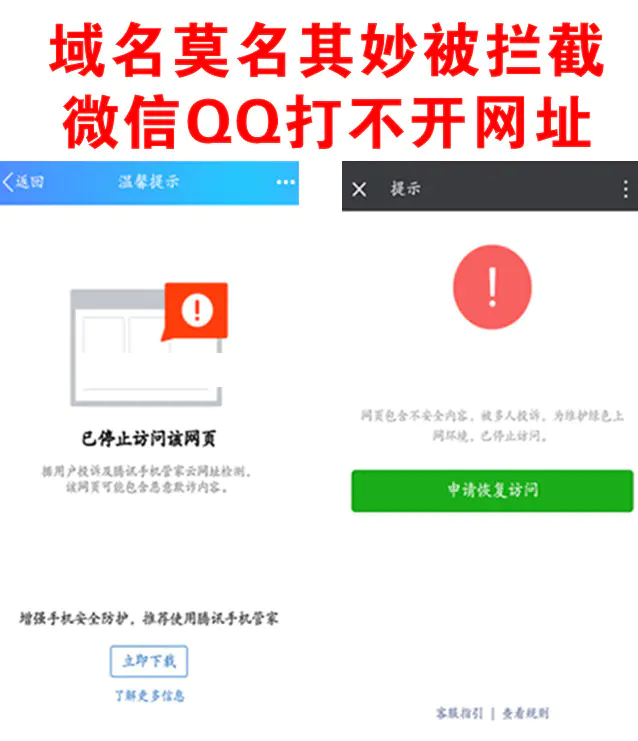 域名莫名其妙被拦截
微信QQ打不开网址
返回
温馨提示
已停止访问该网页
据用户投诉及腾讯手机管家云网址检测,
该网页可能包含恶意欺诈内容。
增强手机安全防护,推荐使用腾讯手机管家
立即下载
了解更多信息
提示
网页包含不安全内容,被多人投诉,为维护绿色上
网环境,已停止访问。
申请恢复访问
客服指引 | 查看规则